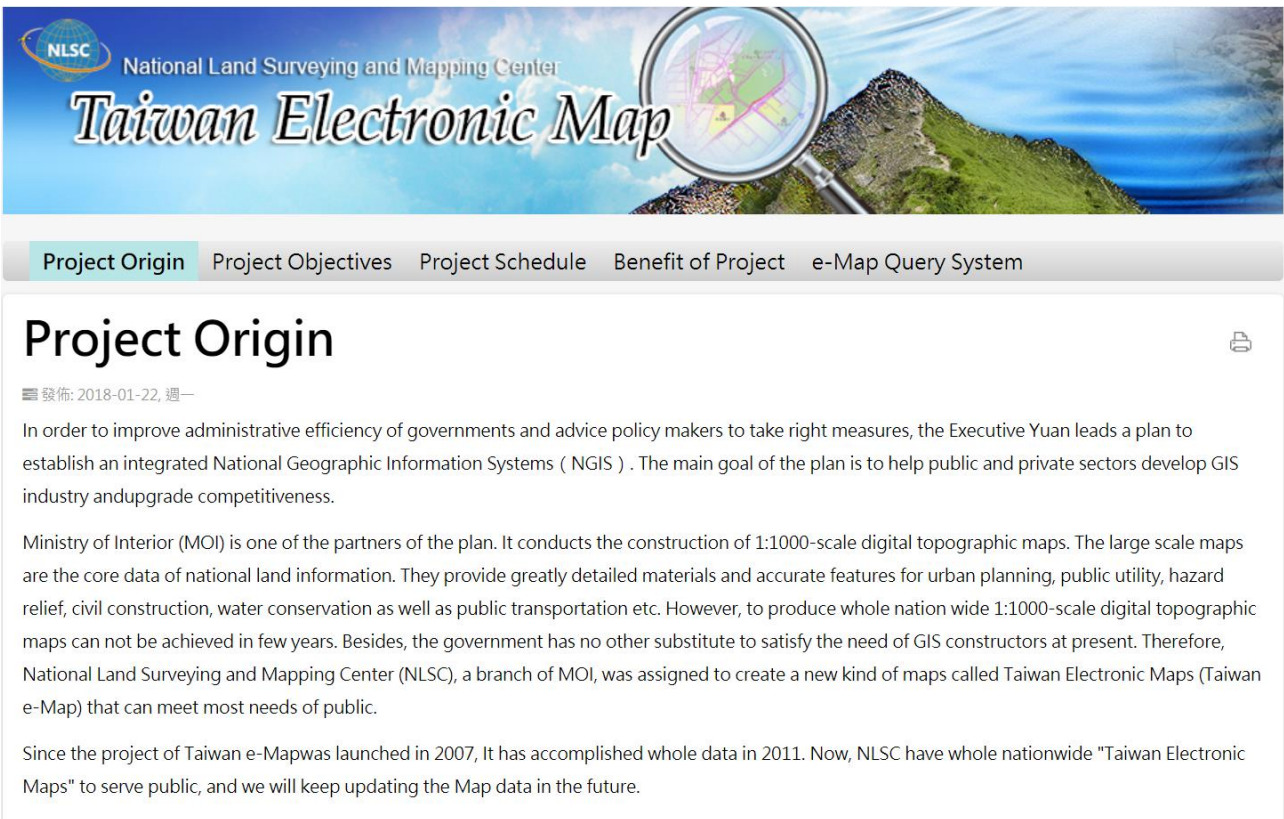 NLSC
National Land Surveying and Mapping Center
Taiwan Electronic Map
Project Origin Project Objectives Project Schedule Benefit of Project e-Map Query System
Project Origin
發佈: 2018-01-22, 週一
In order to improve administrative efficiency of governments and advice policy makers to take right measures, the Executive Yuan leads a plan to
establish an integrated National Geographic Information Systems ( NGIS ) . The main goal of the plan is to help public and private sectors develop GIS
industry andupgrade competitiveness.
Ministry of Interior (MOI) is one of the partners of the plan. It conducts the construction of 1:1000-scale digital topographic maps. The large scale maps
are the core data of national land information. They provide greatly detailed materials and accurate features for urban planning, public utility, hazard
relief, civil construction, water conservation as well as public transportation etc. However, to produce whole nation wide 1:1000-scale digital topographic
maps can not be achieved in few years. Besides, the government has no other substitute to satisfy the need of GIS constructors at present. Therefore,
National Land Surveying and Mapping Center (NLSC), a branch of MOI, was assigned to create a new kind of maps called Taiwan Electronic Maps (Taiwan
e-Map) that can meet most needs of public.
Since the project of Taiwan e-Mapwas launched in 2007, It has accomplished whole data in 2011. Now, NLSC have whole nationwide "Taiwan Electronic
Maps" to serve public, and we will keep updating the Map data in the future.